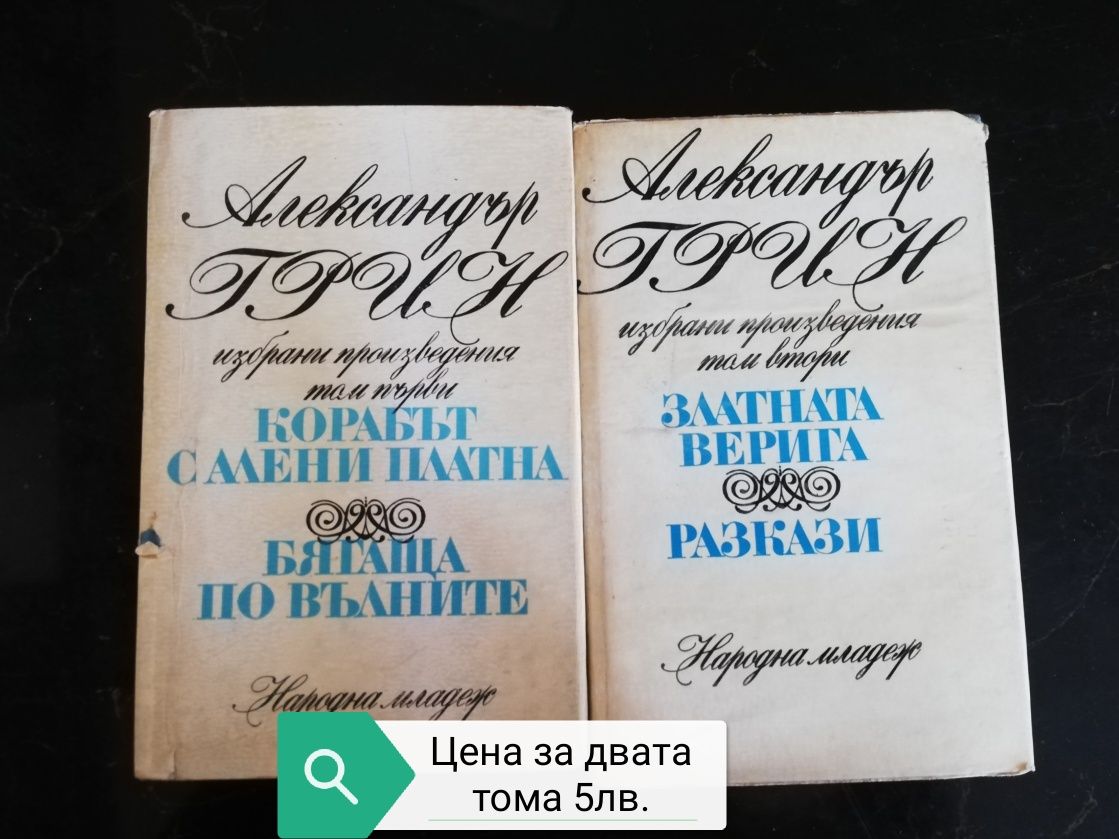 Александър
ГРИН
избрани произведения
том първи
КОРАБЪТ
С АЛЕНИ ПЛАТНА
БЯГАЩА
ПО ВЪЛНИТЕ
Народна младеж
Александър
ГРИН
избрани произведения
том втори
ЗЛАТНАТА
ВЕРИГА
РАЗКАЗИ
Народна младеж
Цена за двата
тома 5лв.